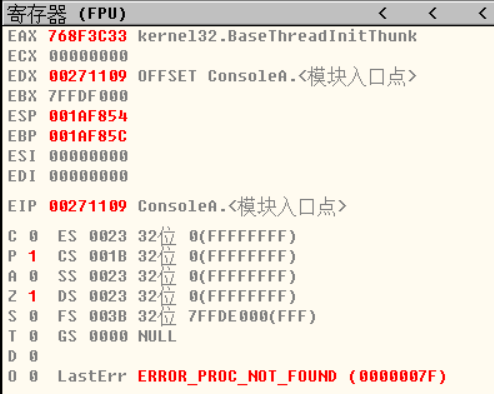 寄存器 (FPU) < < <
EAX 768F3C33 kernel32.BaseThreadInitThunk
ECX 00000000
EDX 00271109 OFFSET ConsoleA.<模块入口点>
EBX 7FFDF000
ESP 001AF854
EBP 001AF85C
ESI 00000000
EDI 00000000
EIP 00271109 ConsoleA.<模块入口点>
C 0 ES 0023 32位 0(FFFFFFFF)
P 1 CS 001B 32位 0(FFFFFFFF)
A 0 SS 0023 32位 0(FFFFFFFF)
Z 1 DS 0023 32位 0(FFFFFFFF)
S 0 FS 003B 32位 7FFDE000(FFF)
T 0 GS 0000 NULL
D 0
O 0 LastErr ERROR_PROC_NOT_FOUND (0000007F)